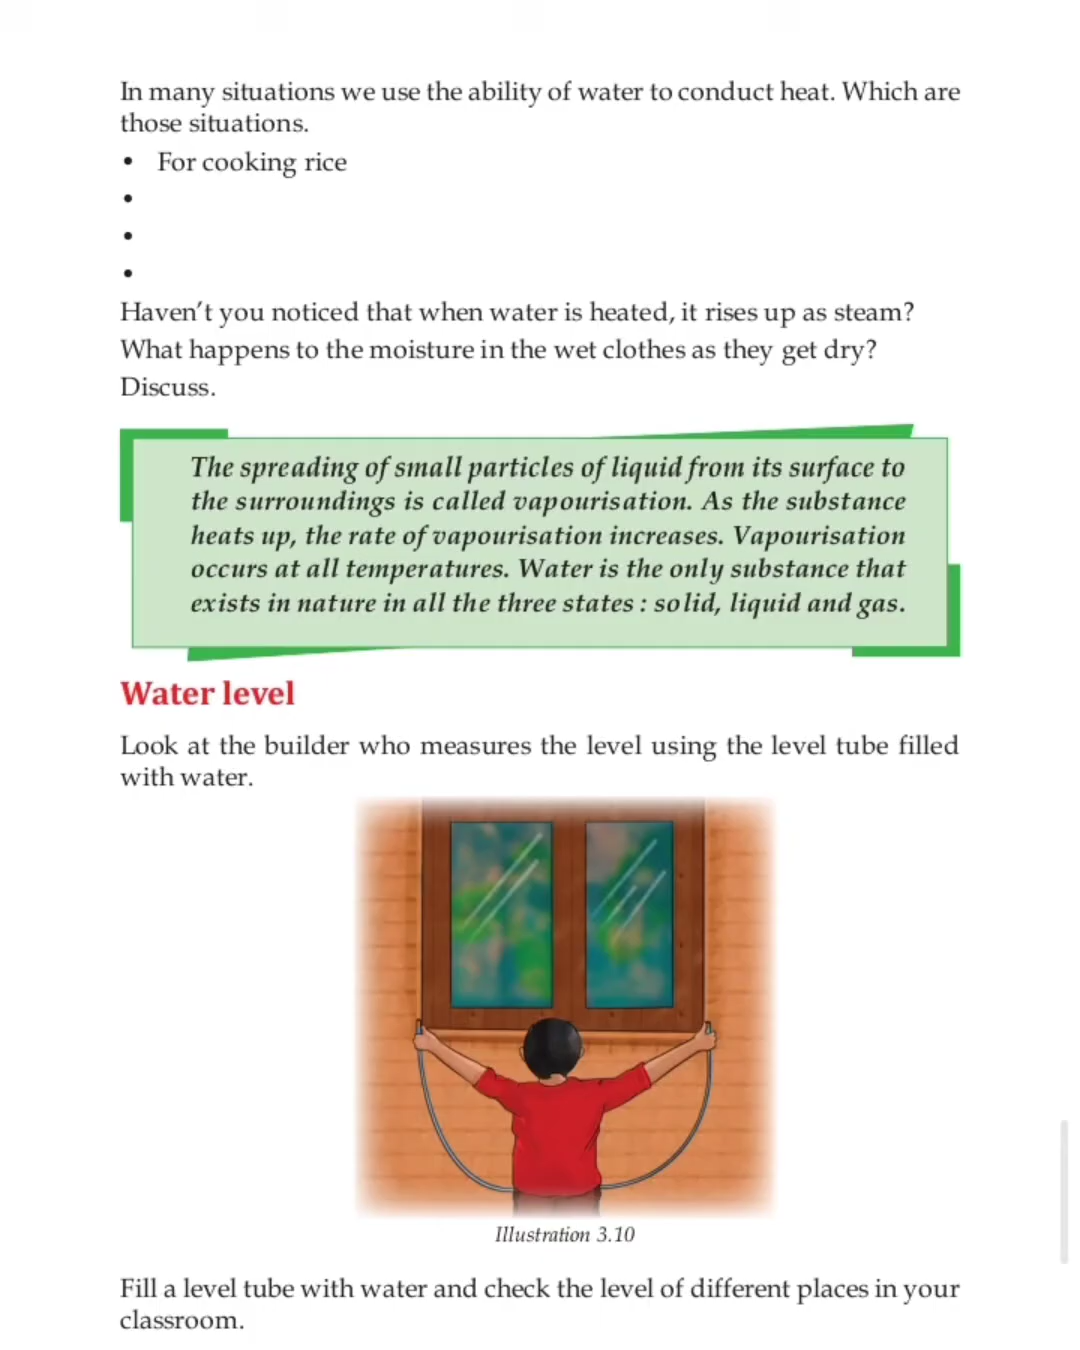 In many situations we use the ability of water to conduct heat. Which are
those situations.
• For cooking rice
•
•
•
Haven't you noticed that when water is heated, it rises up as steam?
What happens to the moisture in the wet clothes as they get dry?
Discuss.
The spreading of small particles of liquid from its surface to
the surroundings is called vapourisation. As the substance
heats up, the rate of vapourisation increases. Vapourisation
occurs at all temperatures. Water is the only substance that
exists in nature in all the three states : solid, liquid and gas.
Water level
Look at the builder who measures the level using the level tube filled
with water.
Illustration 3.10
Fill a level tube with water and check the level of different places in your
classroom.